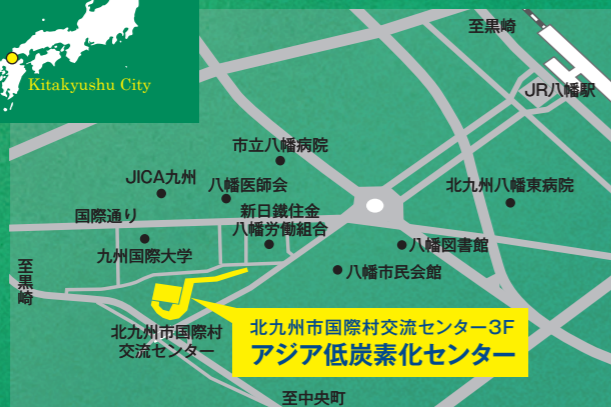 Kitakyushu City
至黒崎
JR八幡駅
市立八幡病院
JICA九州
八幡医師会
北九州八幡東病院
国際通り
新日鐵住金
八幡労働組合
九州国際大学
八幡図書館
至黒崎
八幡市民会館
北九州市国際村
交流センター
北九州市国際村交流センター3F
アジア低炭素化センター
至中央町